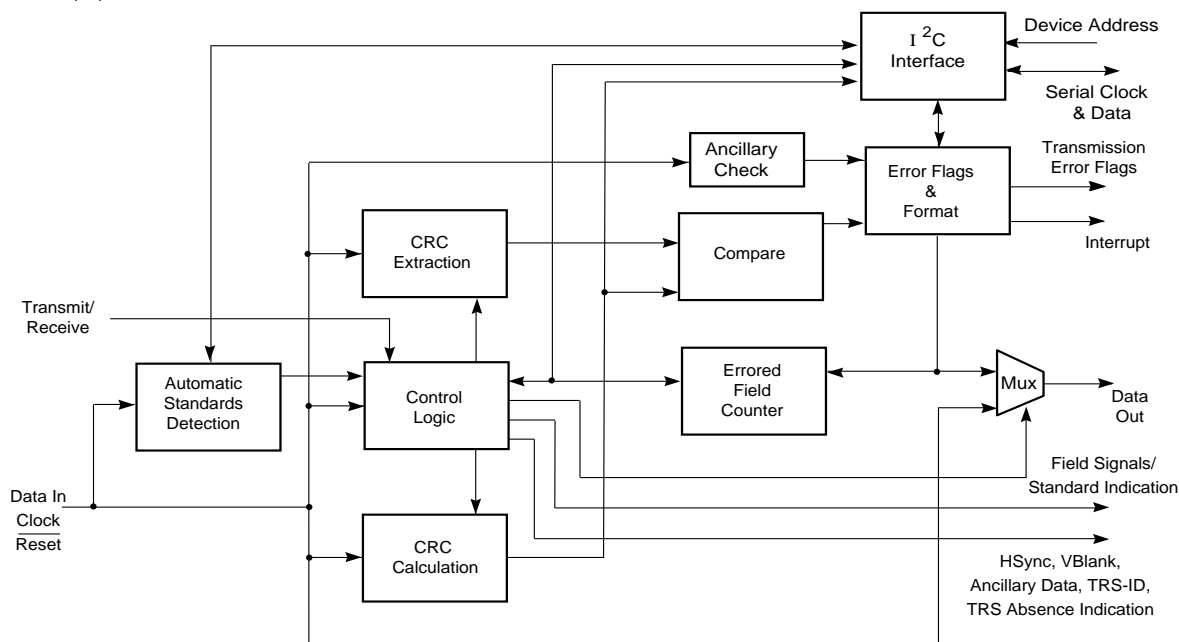 I 2C
Interface
Device Address
Serial Clock
& Data
Ancillary
Check
Error Flags
&
Format
Transmission
Error Flags
Interrupt
CRC
Extraction
Compare
Transmit/
Receive
Automatic
Standards
Detection
Control
Logic
Errored
Field
Counter
Mux
Data
Out
Field Signals/
Standard Indication
Data In
Clock
Reset
CRC
Calculation
HSync, VBlank,
Ancillary Data, TRS-ID,
TRS Absence Indication